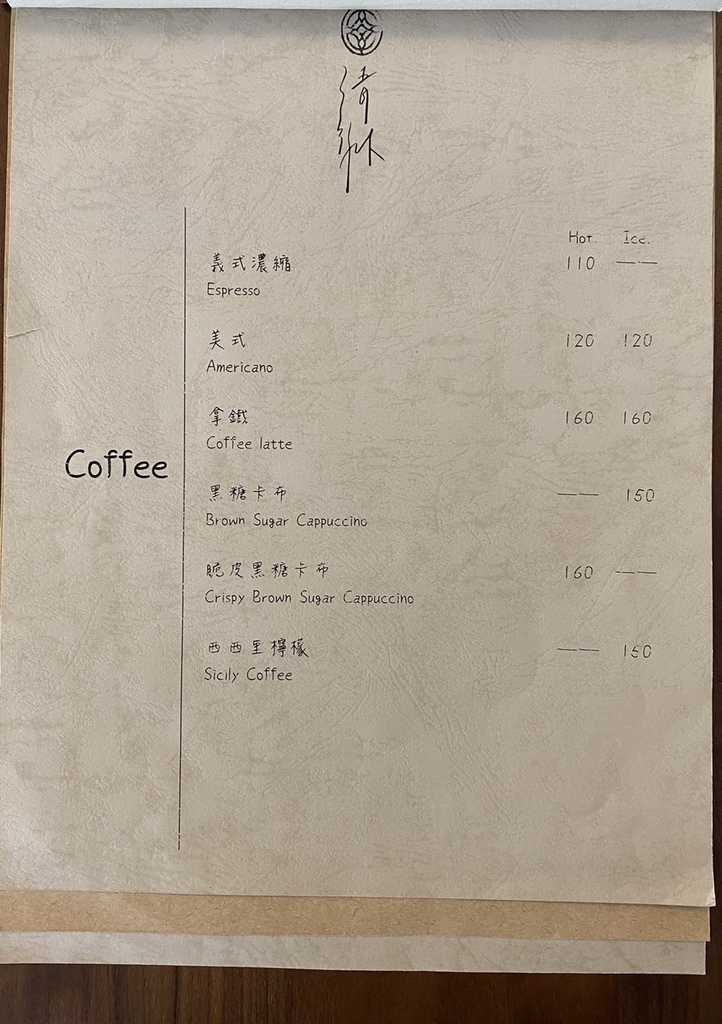 Hot. Ice.
義式濃縮 110 ——
Espresso
美式 120 120
Americano
拿鐵 160 160
Coffee latte
Coffee
黑糖卡布 —— 150
Brown Sugar Cappuccino
脆皮黑糖卡布 160 ——
Crispy Brown Sugar Cappuccino
西西里檸檬 —— 150
Sicily Coffee